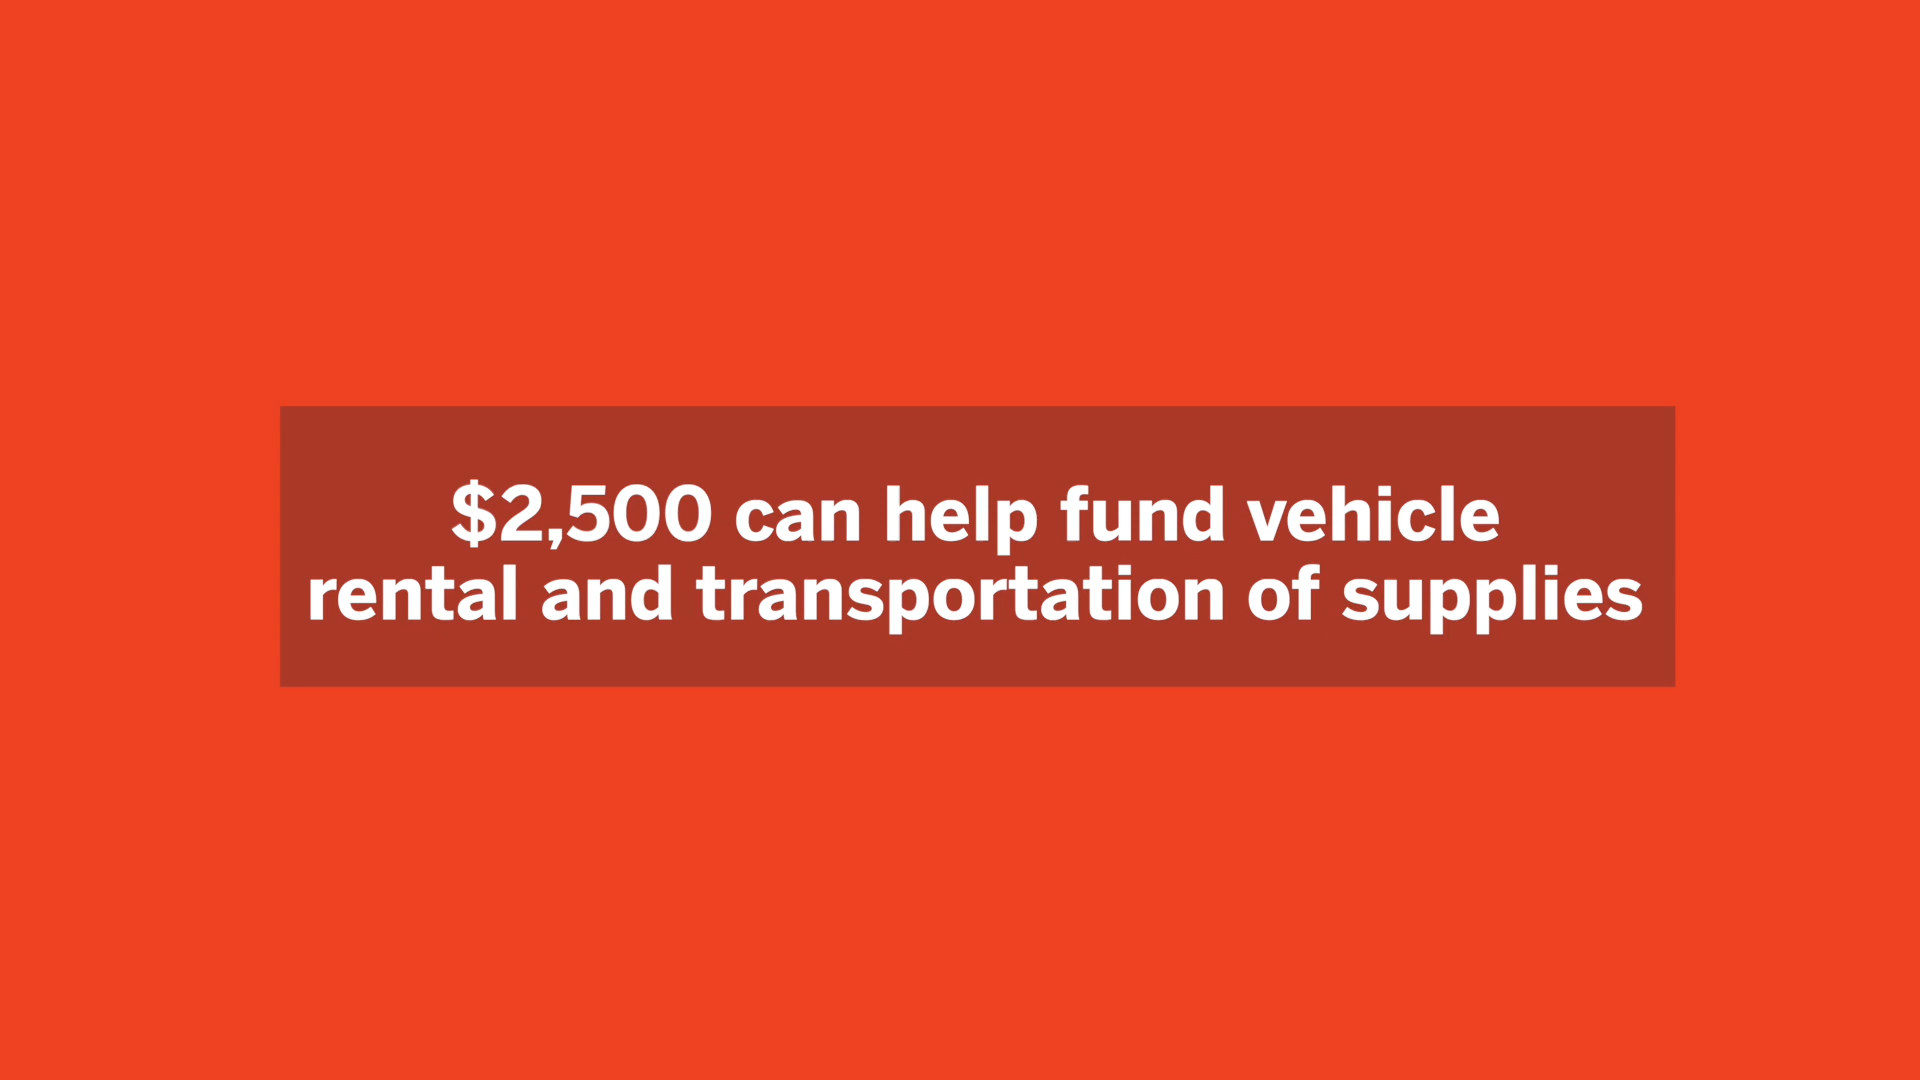 $2,500 can help fund vehicle
rental and transportation of supplies